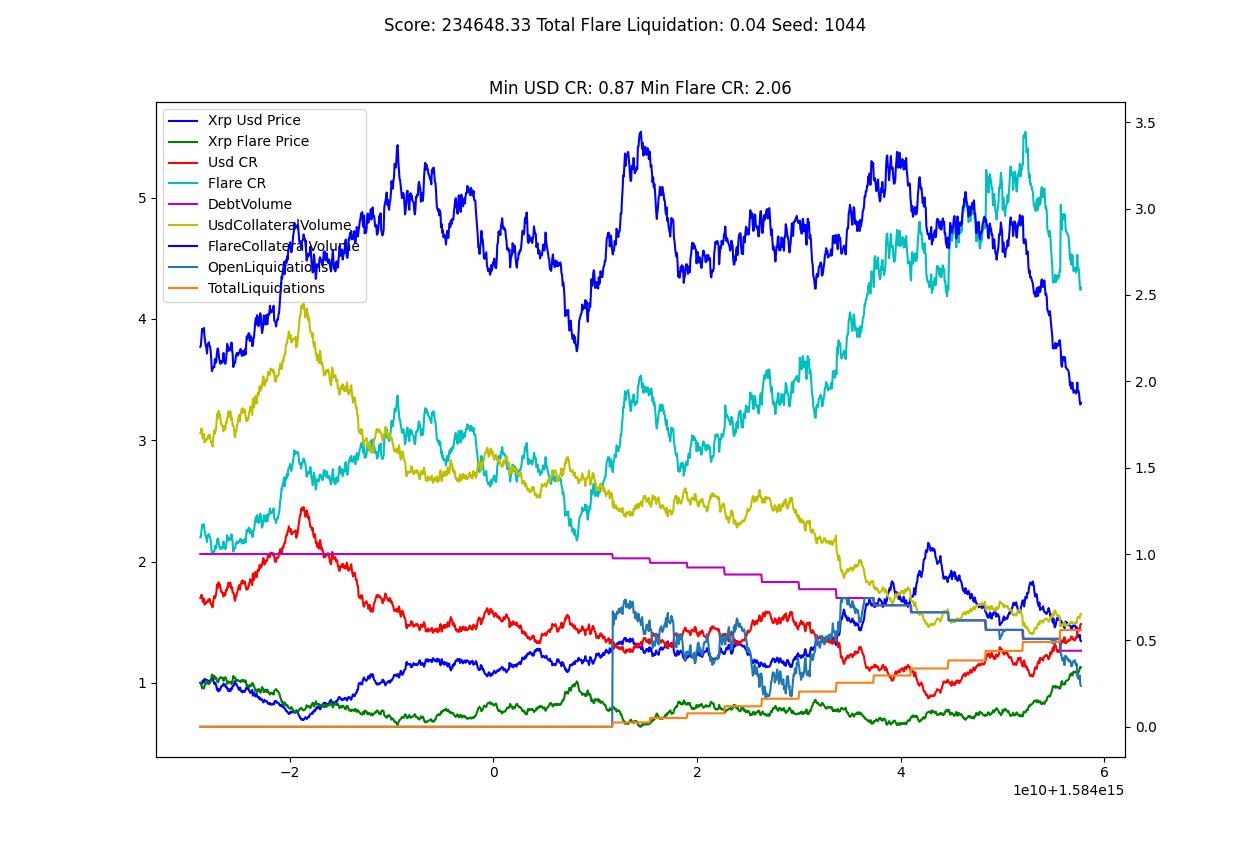 Score: 234648.33 Total Flare Liquidation: 0.04 Seed: 1044
Min USD CR: 0.87 Min Flare CR: 2.06
Xrp Usd Price
Xrp Flare Price
Usd CR
Flare CR
DebtVolume
UsdCollateralVolume
FlareCollateralVolume
OpenLiquidations
TotalLiquidations
5
4
3
2
1
3.5
3.0
2.5
2.0
1.5
1.0
0.5
0.0
−2
0
2
4
6
1e10+1.584e15